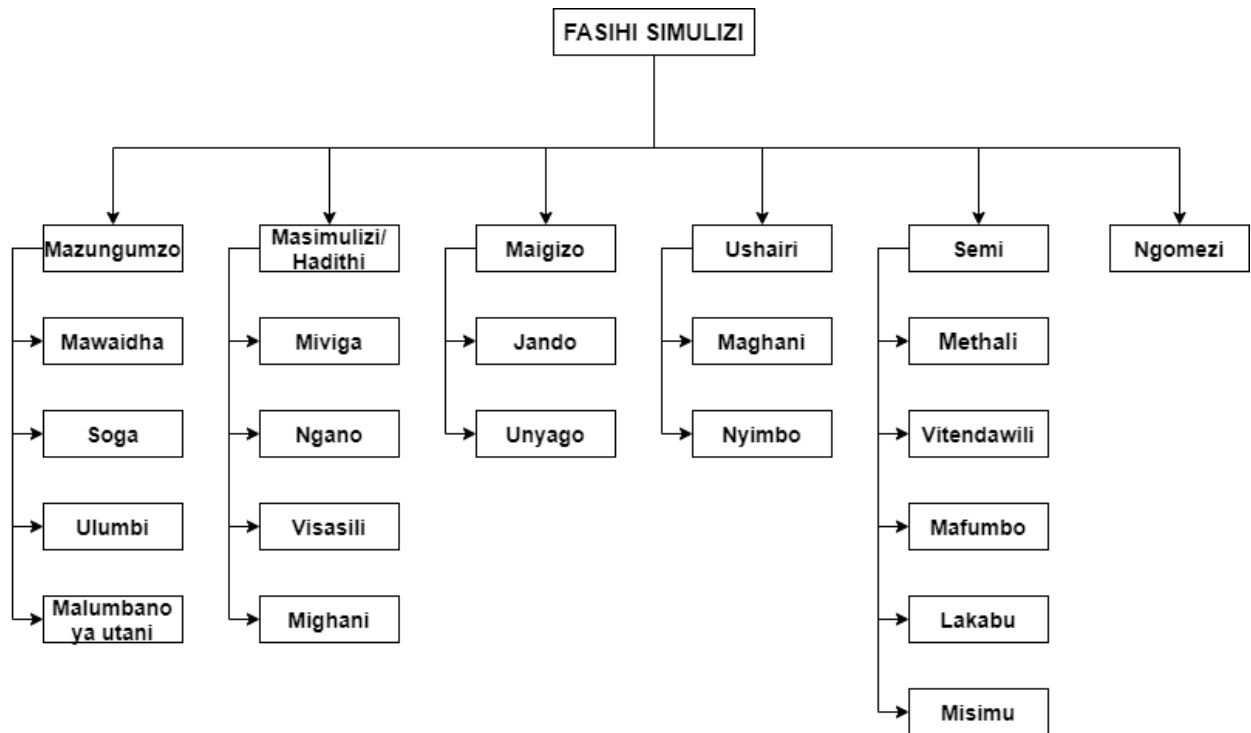 FASIHI SIMULIZI
Mazungumzo
Masimulizi/
Hadithi
Maigizo
Ushairi
Semi
Ngomezi
Mawaidha
Miviga
Jando
Maghani
Methali
Soga
Ngano
Unyago
Nyimbo
Vitendawili
Ulumbi
Visasili
Mafumbo
Malumbano
ya utani
Mighani
Lakabu
Misimu